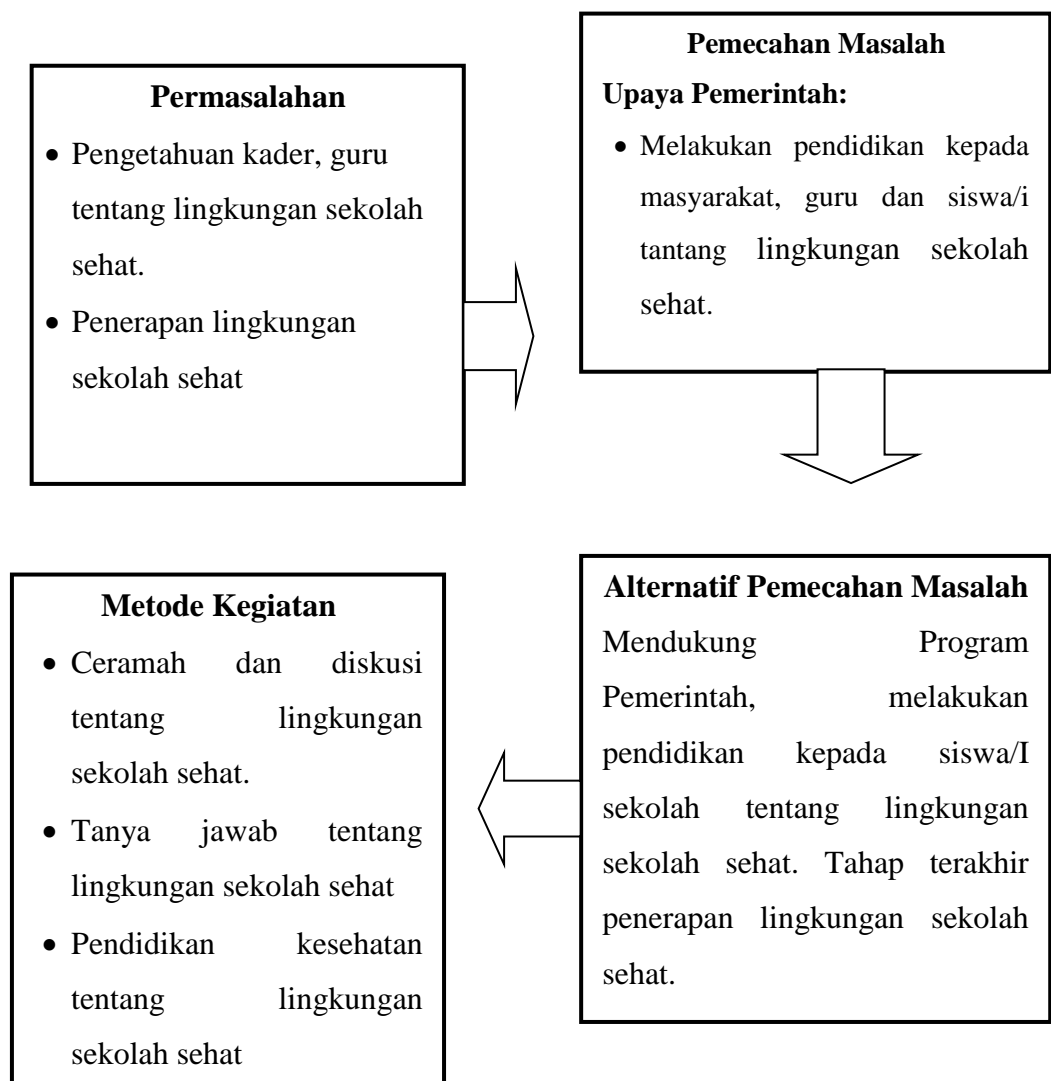 Permasalahan
• Pengetahuan kader, guru
tentang lingkungan sekolah
sehat.
• Penerapan lingkungan
sekolah sehat
Pemecahan Masalah
Upaya Pemerintah:
• Melakukan pendidikan kepada
masyarakat, guru dan siswa/i
tantang lingkungan sekolah
sehat.
Alternatif Pemecahan Masalah
Mendukung Program
Pemerintah, melakukan
pendidikan kepada siswa/I
sekolah tentang lingkungan
sekolah sehat. Tahap terakhir
penerapan lingkungan sekolah
sehat.
Metode Kegiatan
• Ceramah dan diskusi
tentang lingkungan
sekolah sehat.
• Tanya jawab tentang
lingkungan sekolah sehat
• Pendidikan kesehatan
tentang lingkungan
sekolah sehat